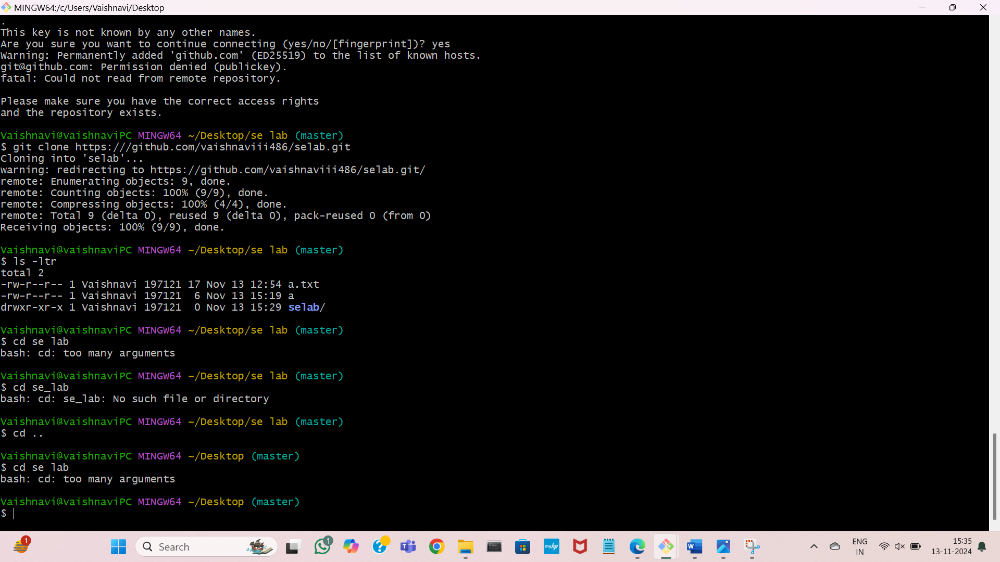 MINGW64:/c/Users/Vaishnavi/Desktop
.
This key is not known by any other names.
Are you sure you want to continue connecting (yes/no/[fingerprint])? yes
Warning: Permanently added 'github.com' (ED25519) to the list of known hosts.
git@github.com: Permission denied (publickey).
fatal: Could not read from remote repository.
Please make sure you have the correct access rights
and the repository exists.
Vaishnavi@vaishnaviPC MINGW64 ~/Desktop/se lab (master)
$ git clone https:///github.com/vaishnaviii486/selab.git
Cloning into 'selab'...
warning: redirecting to https://github.com/vaishnaviii486/selab.git/
remote: Enumerating objects: 9, done.
remote: Counting objects: 100% (9/9), done.
remote: Compressing objects: 100% (4/4), done.
remote: Total 9 (delta 0), reused 9 (delta 0), pack-reused 0 (from 0)
Receiving objects: 100% (9/9), done.
Vaishnavi@vaishnaviPC MINGW64 ~/Desktop/se lab (master)
$ ls -ltr
total 2
-rw-r--r-- 1 Vaishnavi 197121 17 Nov 13 12:54 a.txt
-rw-r--r-- 1 Vaishnavi 197121  6 Nov 13 15:19 a
drwxr-xr-x 1 Vaishnavi 197121  0 Nov 13 15:29 selab/
Vaishnavi@vaishnaviPC MINGW64 ~/Desktop/se lab (master)
$ cd se lab
bash: cd: too many arguments
Vaishnavi@vaishnaviPC MINGW64 ~/Desktop/se lab (master)
$ cd se_lab
bash: cd: se_lab: No such file or directory
Vaishnavi@vaishnaviPC MINGW64 ~/Desktop/se lab (master)
$ cd ..
Vaishnavi@vaishnaviPC MINGW64 ~/Desktop (master)
$ cd se lab
bash: cd: too many arguments
Vaishnavi@vaishnaviPC MINGW64 ~/Desktop (master)
$
1
Search
1
myhp
W
ENG
IN
15:35
13-11-2024